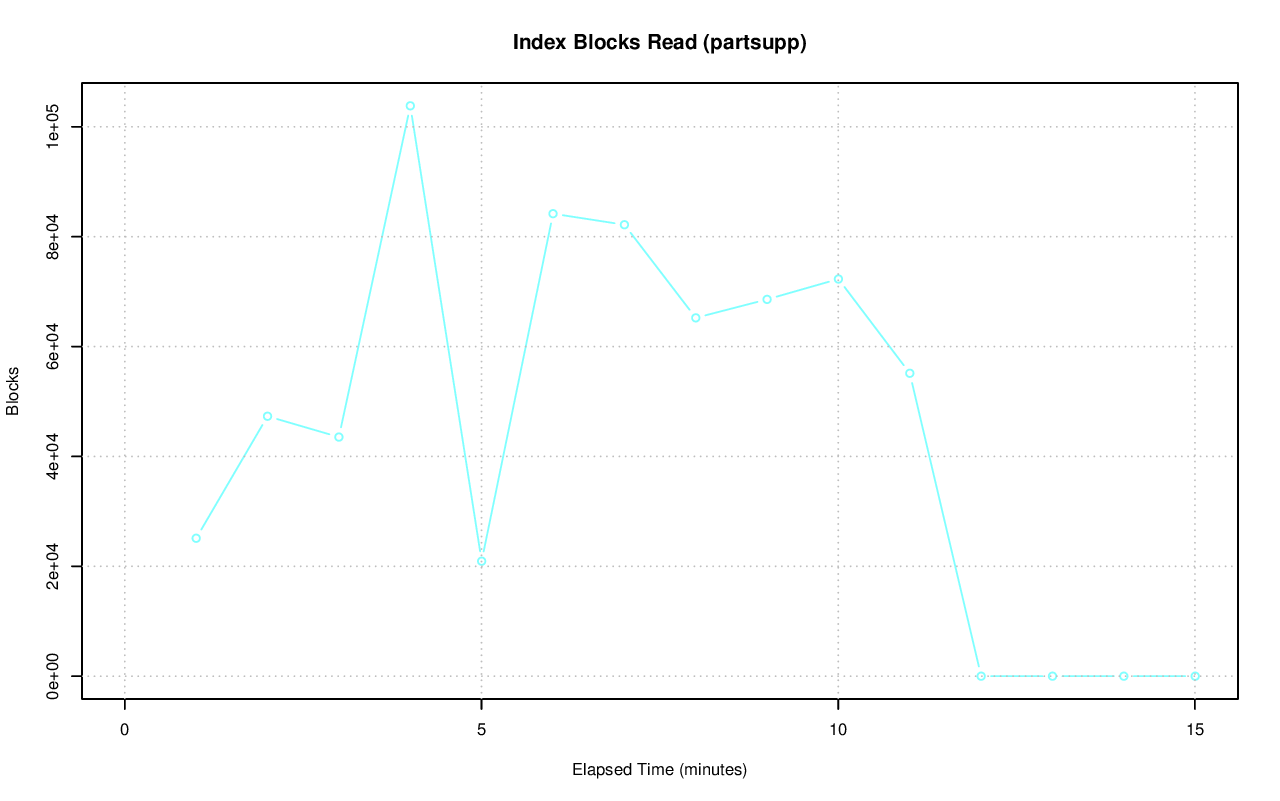 Index Blocks Read (partsupp)
Blocks
1e+05
8e+04
6e+04
4e+04
2e+04
0e+00
0 5 10 15
Elapsed Time (minutes)